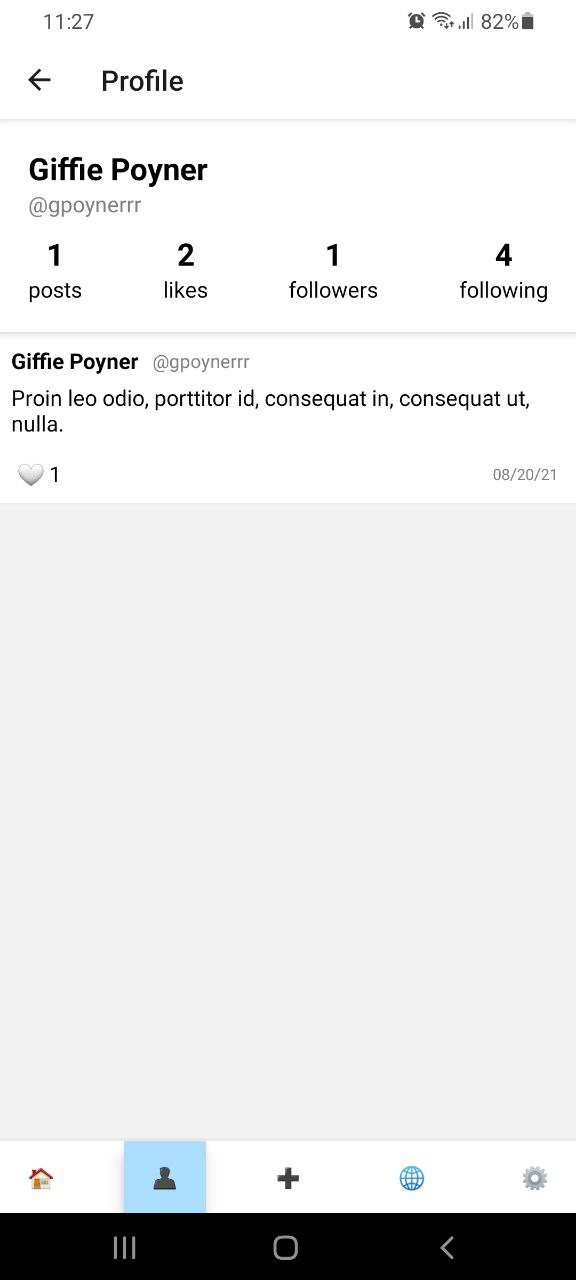 11:27
82%
Profile
Giffie Poyner
@gpoynerrr
1 2 1 4
posts likes followers following
Giffie Poyner @gpoynerrr
Proin leo odio, porttitor id, consequat in, consequat ut,
nulla.
1 08/20/21